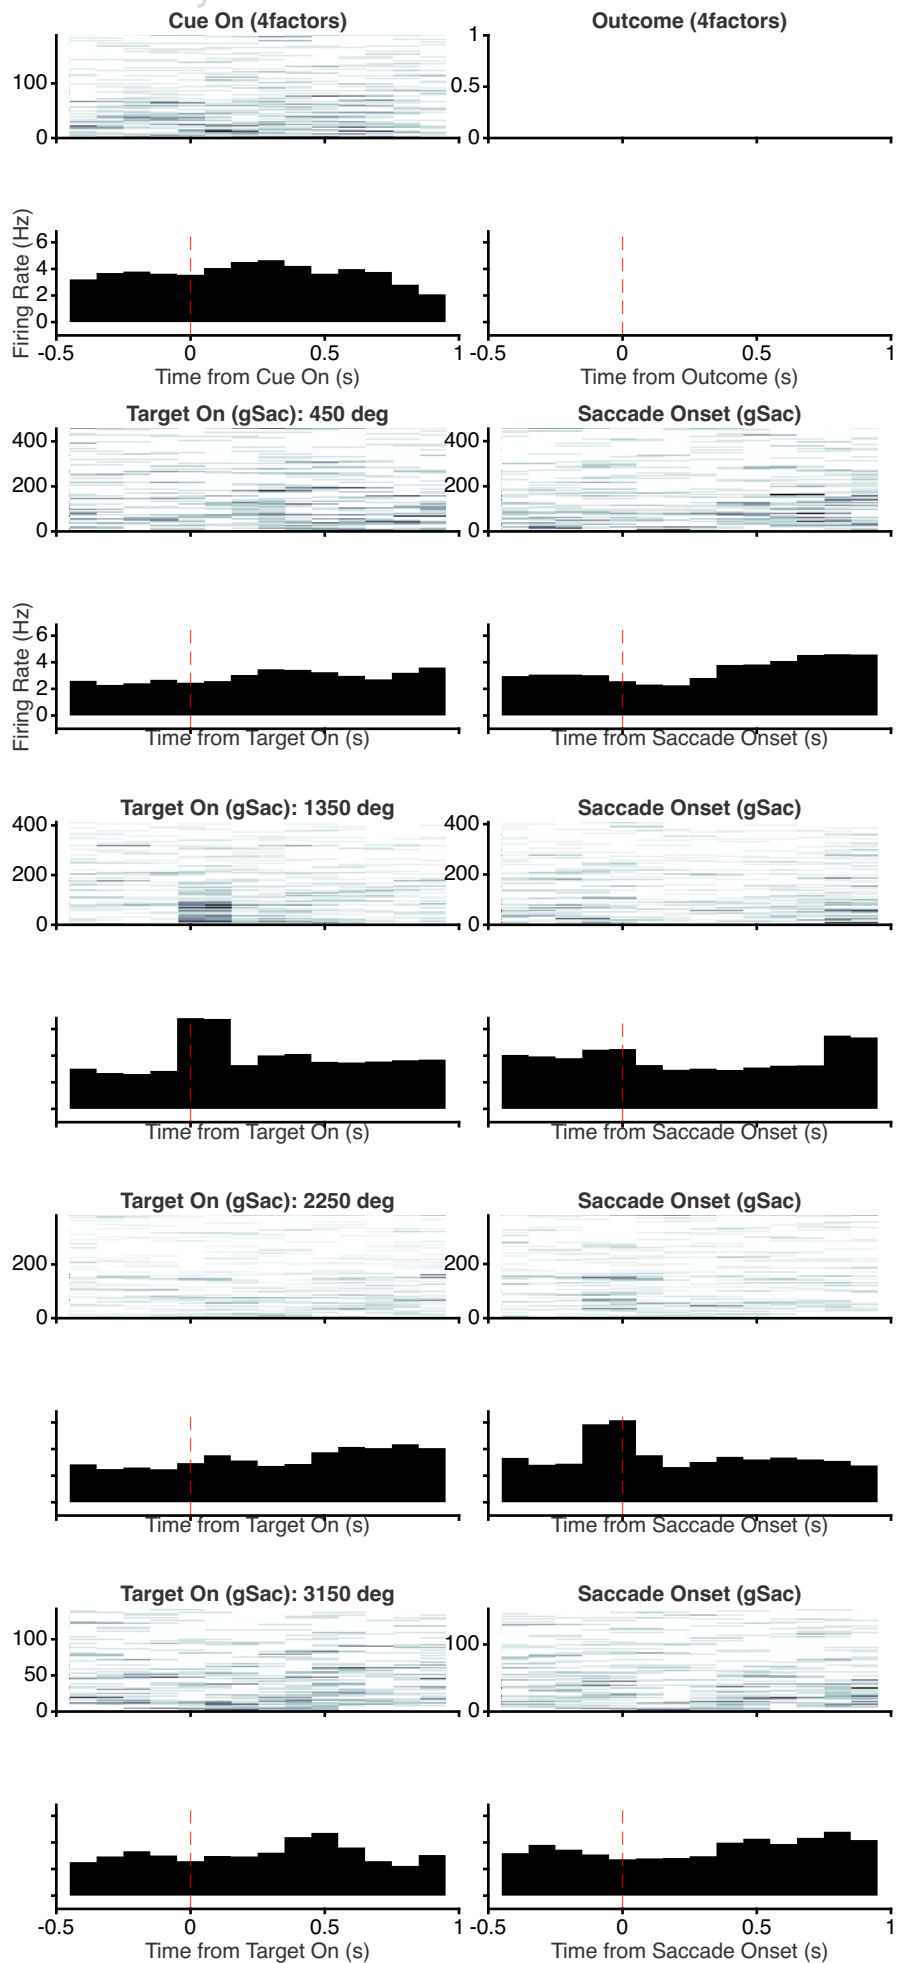 Cue On (4factors) Outcome (4factors)
100
0
1
0.5
0
Firing Rate (Hz)
6
4
2
0
-0.5 0 0.5 1 -0.5 0 0.5 1
Time from Cue On (s) Time from Outcome (s)
Target On (gSac): 450 deg Saccade Onset (gSac)
400 400
200 200
0 0
Firing Rate (Hz)
6
4
2
0
Time from Target On (s) Time from Saccade Onset (s)
Target On (gSac): 1350 deg Saccade Onset (gSac)
400 400
200 200
0 0
Time from Target On (s) Time from Saccade Onset (s)
Target On (gSac): 2250 deg Saccade Onset (gSac)
200 200
0 0
Time from Target On (s) Time from Saccade Onset (s)
Target On (gSac): 3150 deg Saccade Onset (gSac)
100 100
50
0 0
-0.5 0 0.5 1 -0.5 0 0.5 1
Time from Target On (s) Time from Saccade Onset (s)